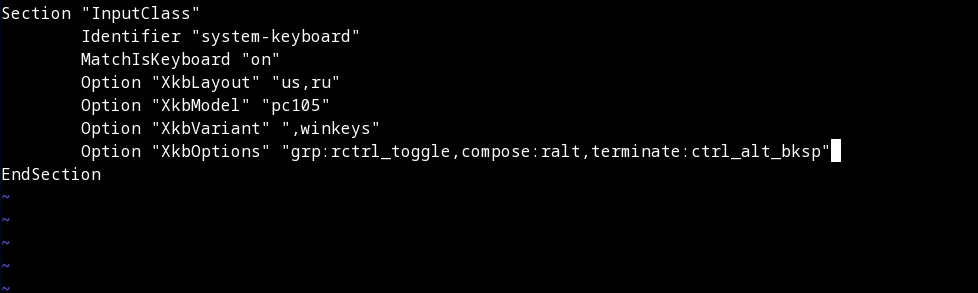 Section "InputClass"
        Identifier "system-keyboard"
        MatchIsKeyboard "on"
        Option "XkbLayout" "us,ru"
        Option "XkbModel" "pc105"
        Option "XkbVariant" ",winkeys"
        Option "XkbOptions" "grp:rctrl_toggle,compose:ralt,terminate:ctrl_alt_bksp"
EndSection
~
~
~
~
~